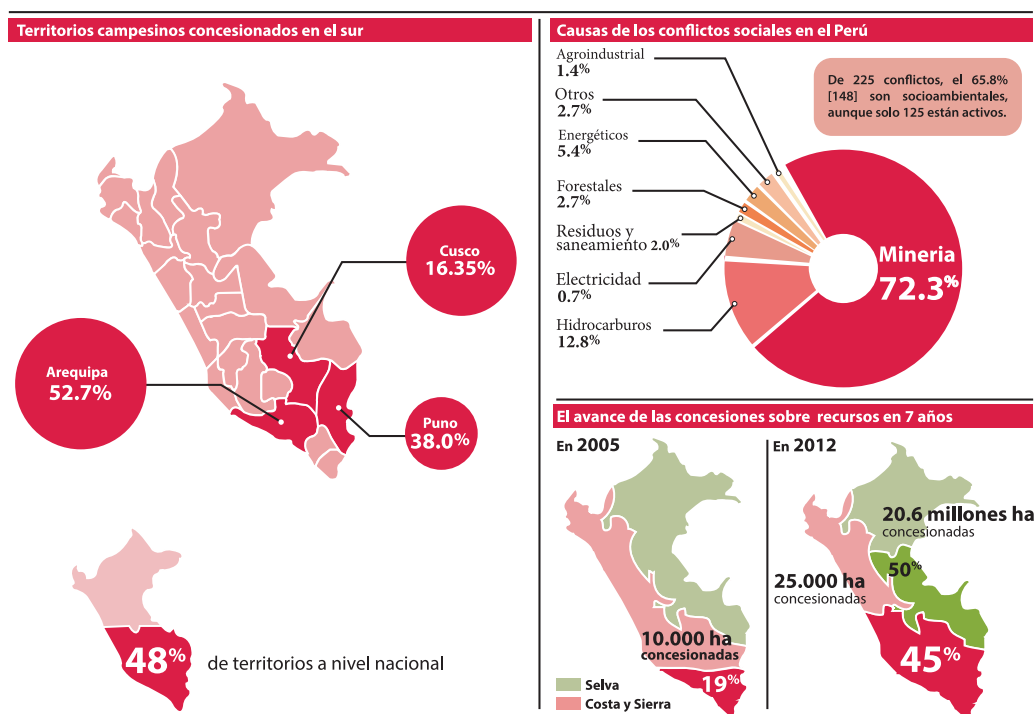 Territorios campesinos concesionados en el sur
Cusco
16.35%
Arequipa
52.7%
Puno
38.0%
48%
de territorios a nivel nacional
Causas de los conflictos sociales en el Perú
De 225 conflictos, el 65.8%
[148] son socioambientales,
aunque solo 125 están activos.
Agroindustrial
1.4%
Otros
2.7%
Energéticos
5.4%
Forestales
2.7%
Residuos y
saneamiento 2.0%
Electricidad
0.7%
Hidrocarburos
12.8%
Mineria
72.3%
El avance de las concesiones sobre recursos en 7 años
En 2005
10.000 ha
concesionadas
19%
Selva
Costa y Sierra
En 2012
20.6 millones ha
concesionadas
50%
25.000 ha
concesionadas
45%